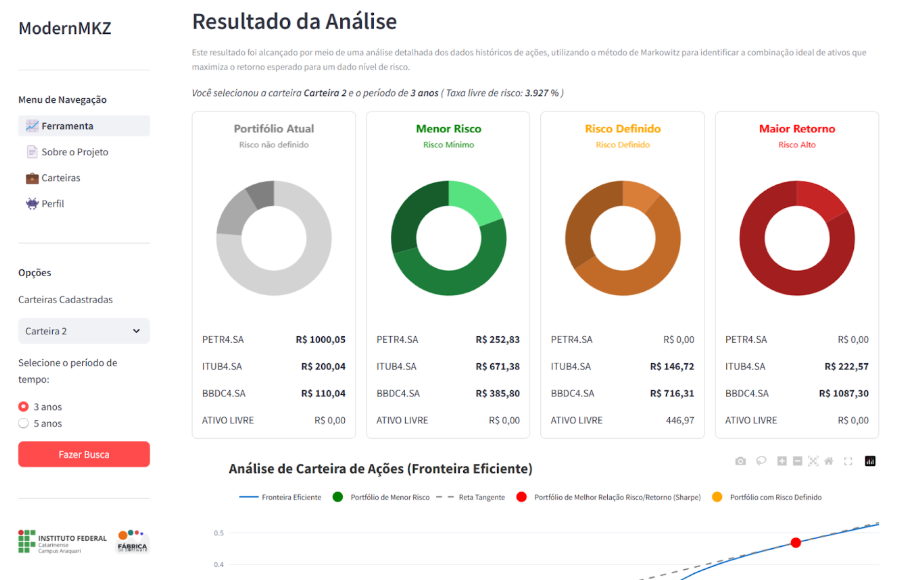 ModernMKZ
Menu de Navegação
Ferramenta
Sobre o Projeto
Carteiras
Perfil
Opções
Carteiras Cadastradas
Carteira 2
Selecione o período de
tempo:
3 anos
5 anos
Fazer Busca
INSTITUTO FEDERAL
Catarinense
Campus Araquari
FÁBRICA
Resultado da Análise
Este resultado foi alcançado por meio de uma análise detalhada dos dados históricos de ações, utilizando o método de Markowitz para identificar a combinação ideal de ativos que
maximiza o retorno esperado para um dado nível de risco.
Você selecionou a carteira Carteira 2 e o período de 3 anos ( Taxa livre de risco: 3.927 % )
Portifólio Atual
Risco não definido
PETR4.SA R$ 1000,05
ITUB4.SA R$ 200,04
BBDC4.SA R$ 110,04
ATIVO LIVRE R$ 0,00
Menor Risco
Risco Mínimo
PETR4.SA R$ 252,83
ITUB4.SA R$ 671,38
BBDC4.SA R$ 385,80
ATIVO LIVRE R$ 0,00
Risco Definido
Risco Definido
PETR4.SA R$ 0,00
ITUB4.SA R$ 146,72
BBDC4.SA R$ 716,31
ATIVO LIVRE 446,97
Maior Retorno
Risco Alto
PETR4.SA R$ 0,00
ITUB4.SA R$ 222,57
BBDC4.SA R$ 1087,30
ATIVO LIVRE R$ 0,00
Análise de Carteira de Ações (Fronteira Eficiente)
Fronteira Eficiente Portfólio de Menor Risco Reta Tangente Portfólio de Melhor Relação Risco/Retorno (Sharpe) Portfólio com Risco Definido
0.5
0.4